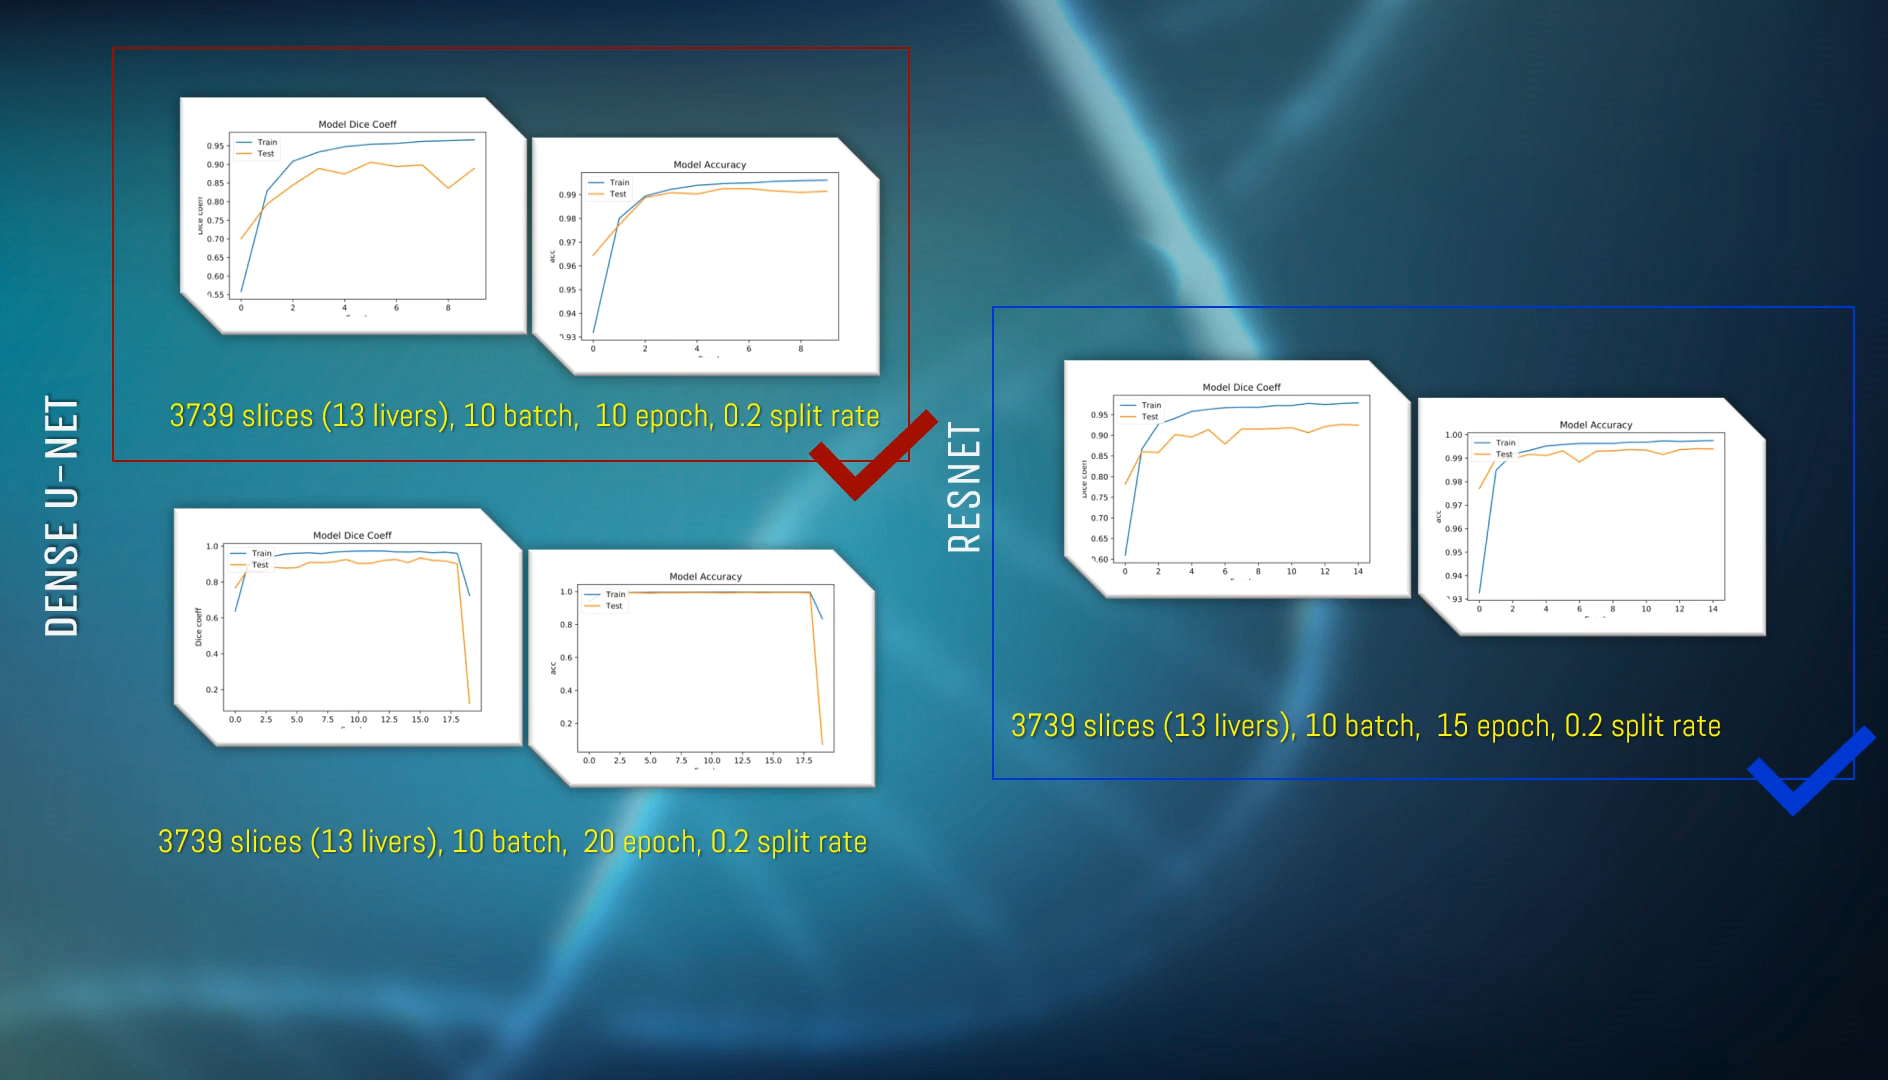 DENSE U-NET
Model Dice Coeff
Train
Test
0.95
0.90
0.85
0.80
0.75
0.70
0.65
0.60
0.55
0 2 4 6 8
Model Accuracy
Train
Test
0.99
0.98
0.97
0.96
0.95
0.94
0.93
acc
0 2 4 6 8
3739 slices (13 livers), 10 batch, 10 epoch, 0.2 split rate
Model Dice Coeff
Train
Test
1.0
0.8
0.6
0.4
0.2
Dice coeff
0.0 2.5 5.0 7.5 10.0 12.5 15.0 17.5
Model Accuracy
Train
Test
1.0
0.8
0.6
0.4
0.2
acc
0.0 2.5 5.0 7.5 10.0 12.5 15.0 17.5
3739 slices (13 livers), 10 batch, 20 epoch, 0.2 split rate
RESNET
Model Dice Coeff
Train
Test
0.95
0.90
0.85
0.80
0.75
0.70
0.65
0.60
Dice coeff
0 2 4 6 8 10 12 14
Model Accuracy
Train
Test
1.00
0.99
0.98
0.97
0.96
0.95
0.94
0.93
acc
0 2 4 6 8 10 12 14
3739 slices (13 livers), 10 batch, 15 epoch, 0.2 split rate